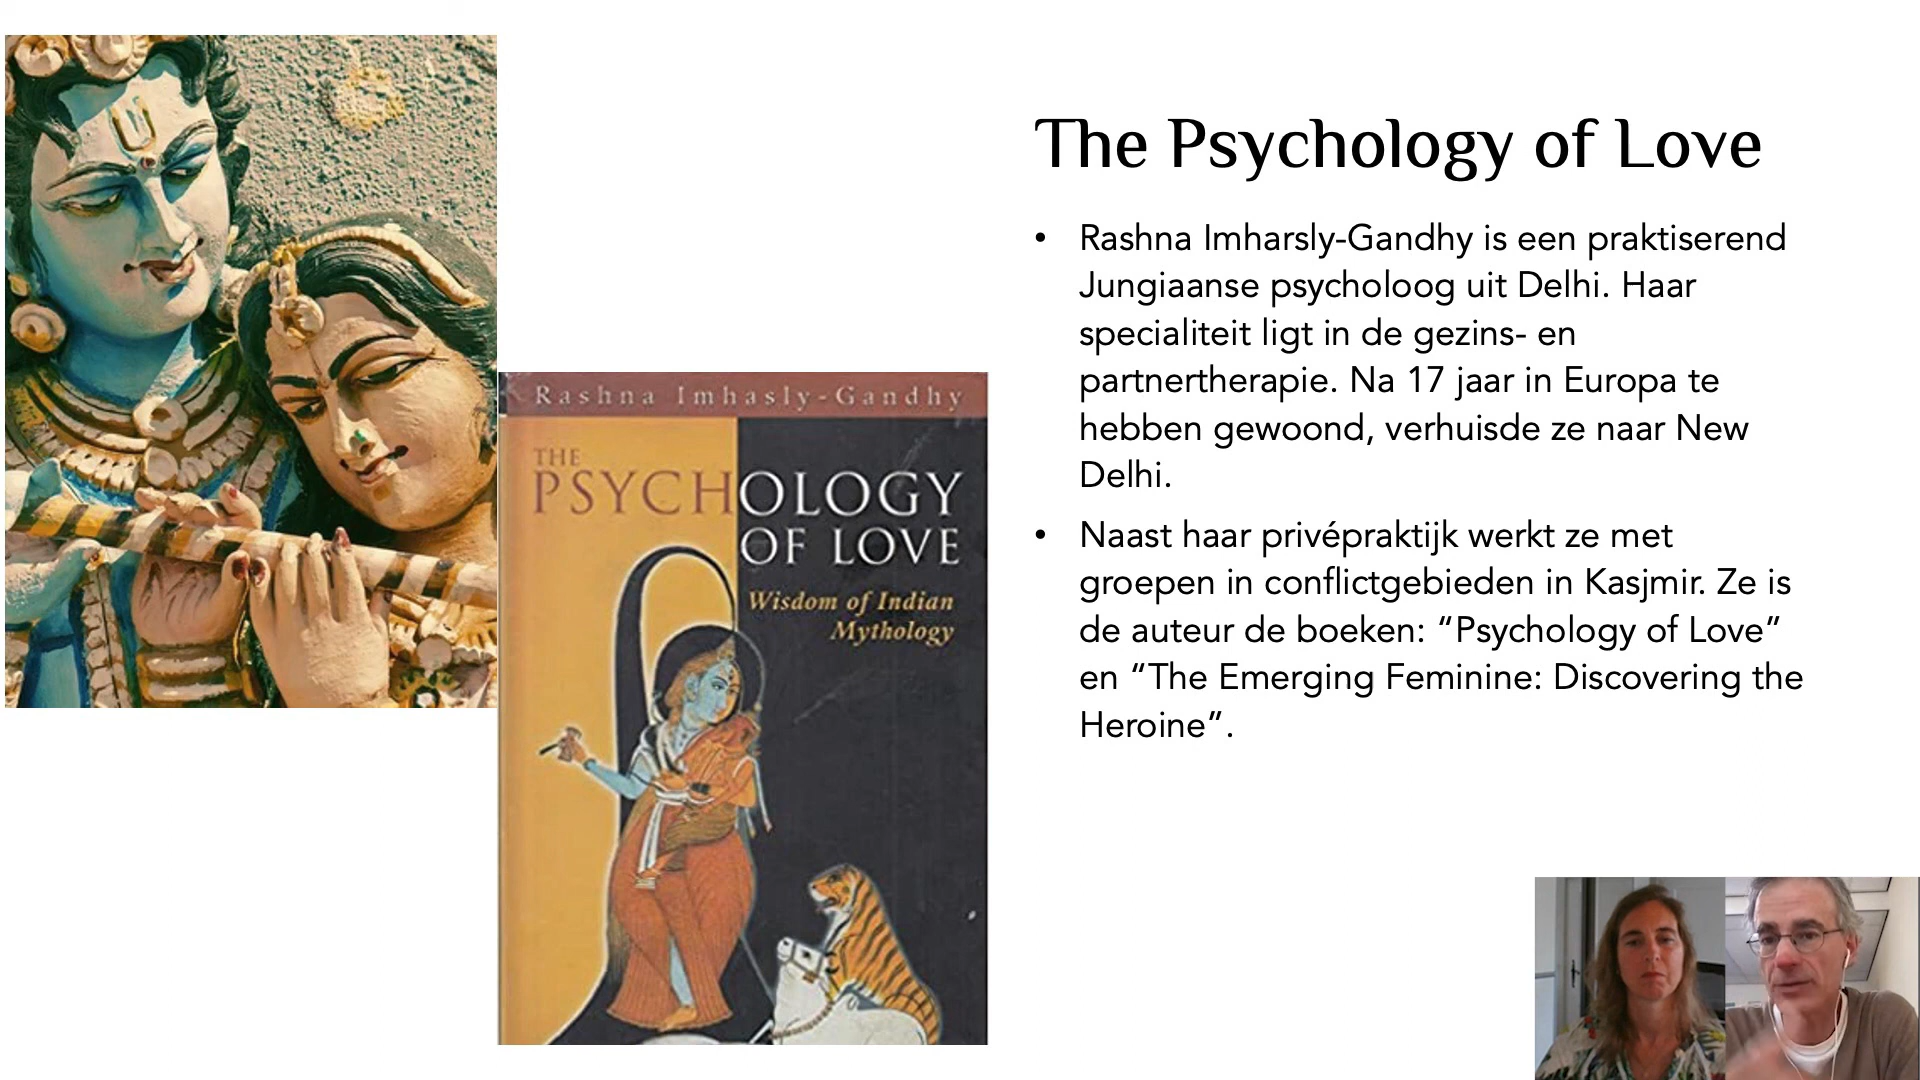 The Psychology of Love
• Rashna Imharsly-Gandhy is een praktiserend
Jungiaanse psycholoog uit Delhi. Haar
specialiteit ligt in de gezins- en
partnertherapie. Na 17 jaar in Europa te
hebben gewoond, verhuisde ze naar New
Delhi.
• Naast haar privépraktijk werkt ze met
groepen in conflictgebieden in Kasjmir. Ze is
de auteur de boeken: “Psychology of Love”
en “The Emerging Feminine: Discovering the
Heroine”.
Rashna Imhasly-Gandhy
THE
PSYCHOLOGY
OF LOVE
Wisdom of Indian
Mythology